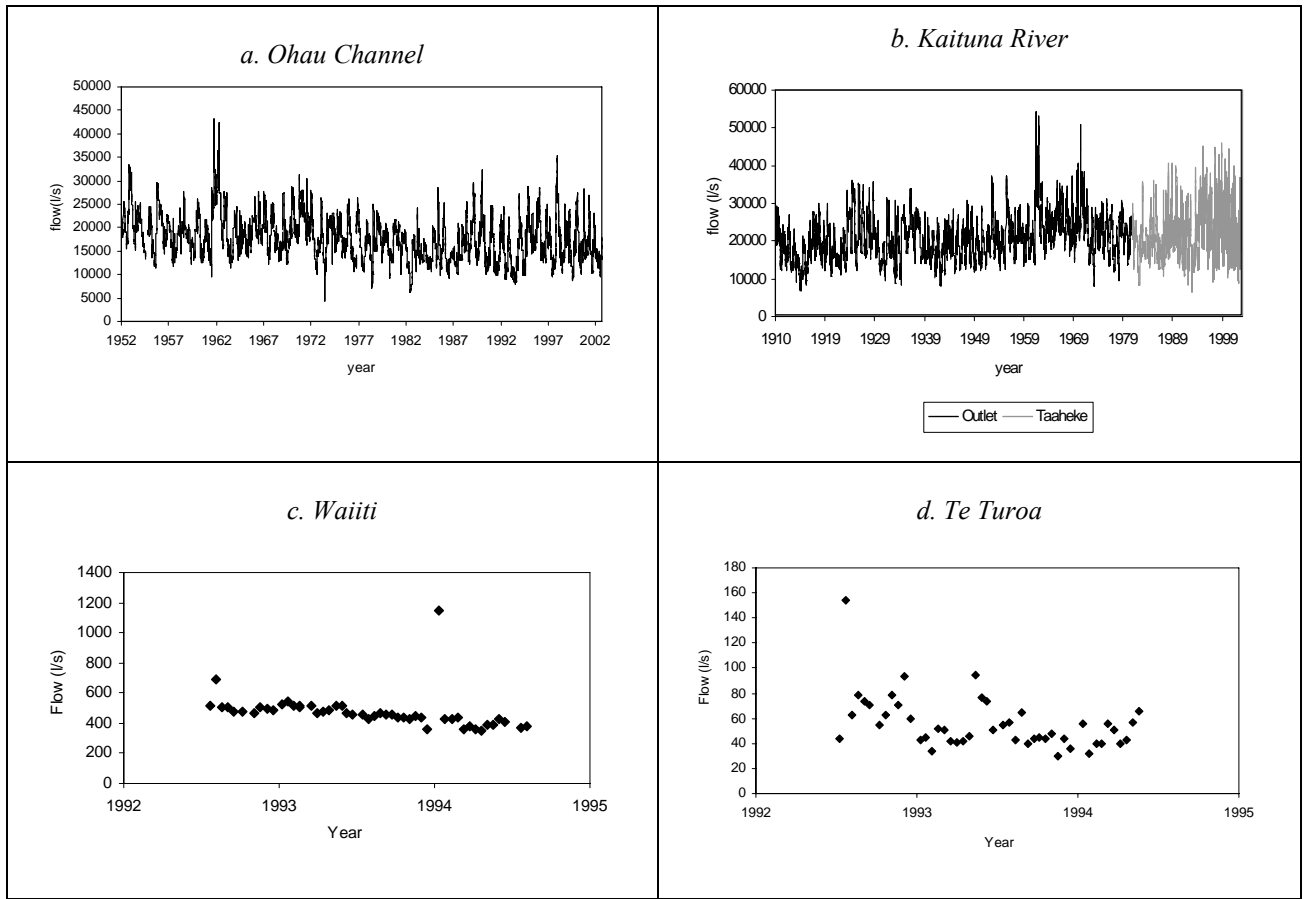 a. Ohau Channel
50000
45000
40000
35000
30000
25000
20000
15000
10000
5000
0
flow(l/s)
1952 1957 1962 1967 1972 1977 1982 1987 1992 1997 2002
year
b. Kaituna River
60000
50000
40000
30000
20000
10000
0
flow (l/s)
1910 1919 1929 1939 1949 1959 1969 1979 1989 1999
year
Outlet Taaheke
c. Waiiti
1400
1200
1000
800
600
400
200
0
Flow (l/s)
1992 1993 1994 1995
Year
d. Te Turoa
180
160
140
120
100
80
60
40
20
0
Flow (l/s)
1992 1993 1994 1995
Year